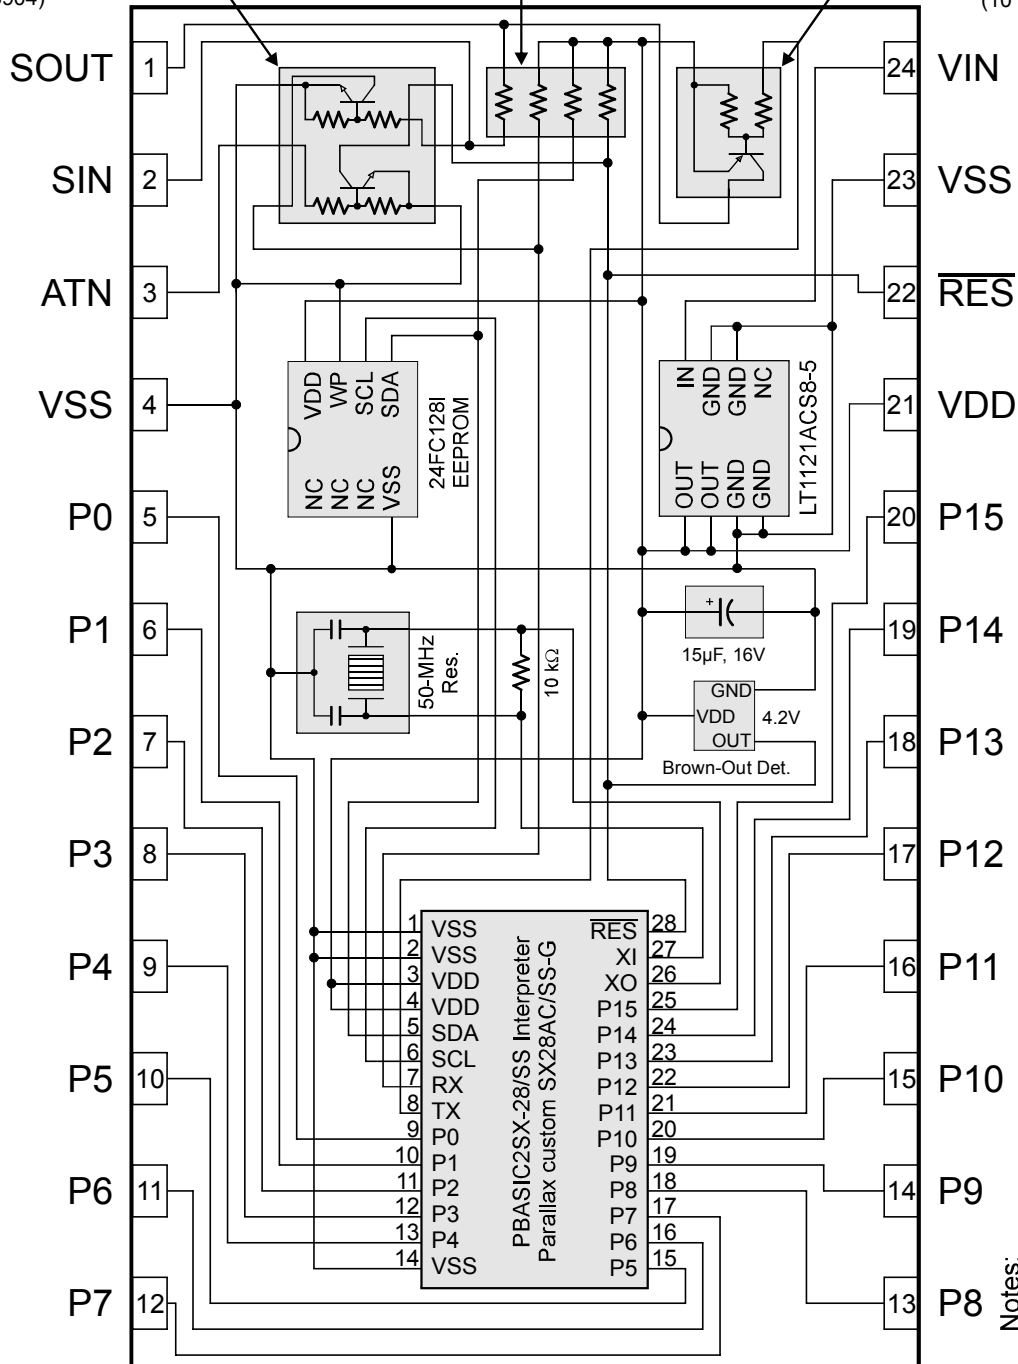 3904)
(10
SOUT 1
SIN 2
ATN 3
VSS 4
P0 5
P1 6
P2 7
P3 8
P4 9
P5 10
P6 11
P7 12
24 VIN
23 VSS
22 RES
21 VDD
20 P15
19 P14
18 P13
17 P12
16 P11
15 P10
14 P9
13 P8
VDD
WP
SCL
SDA
NC
NC
NC
VSS
24FC128I
EEPROM
IN
GND
GND
NC
OUT
OUT
GND
GND
LT1121ACS8-5
50-MHz
Res.
10 kΩ
+
15µF, 16V
GND
VDD
OUT
4.2V
Brown-Out Det.
1 VSS
2 VSS
3 VDD
4 VDD
5 SDA
6 SCL
7 RX
8 TX
9 P0
10 P1
11 P2
12 P3
13 P4
14 VSS
PBASIC2SX-28/SS Interpreter
Parallax custom SX28AC/SS-G
RES 28
XI 27
XO 26
P15 25
P14 24
P13 23
P12 22
P11 21
P10 20
P9 19
P8 18
P7 17
P6 16
P5 15
Notes: